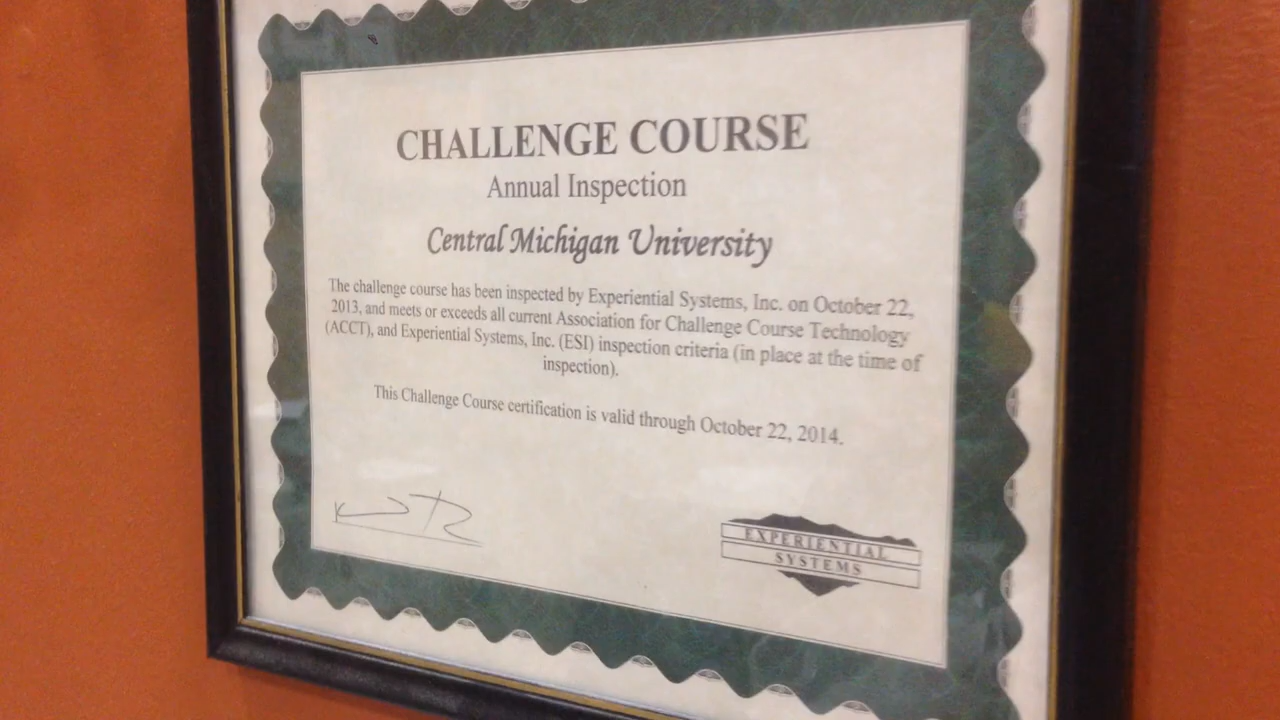 CHALLENGE COURSE
Annual Inspection
Central Michigan University
The challenge course has been inspected by Experiential Systems, Inc. on October 22,
2013, and meets or exceeds all current Association for Challenge Course Technology
(ACCT), and Experiential Systems, Inc. (ESI) inspection criteria (in place at the time of
inspection).
This Challenge Course certification is valid through October 22, 2014.
EXPERIENTIAL
SYSTEMS